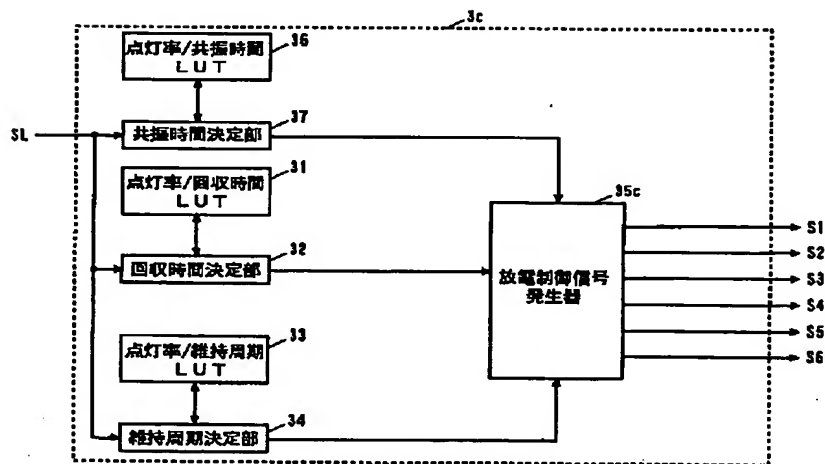 3c
点灯率/共振時間
LUT
36
SL
共振時間決定部
37
点灯率/回収時間
LUT
31
回収時間決定部
32
点灯率/維持周期
LUT
33
維持周期決定部
34
35c
放電制御信号
発生器
S1
S2
S3
S4
S5
S6